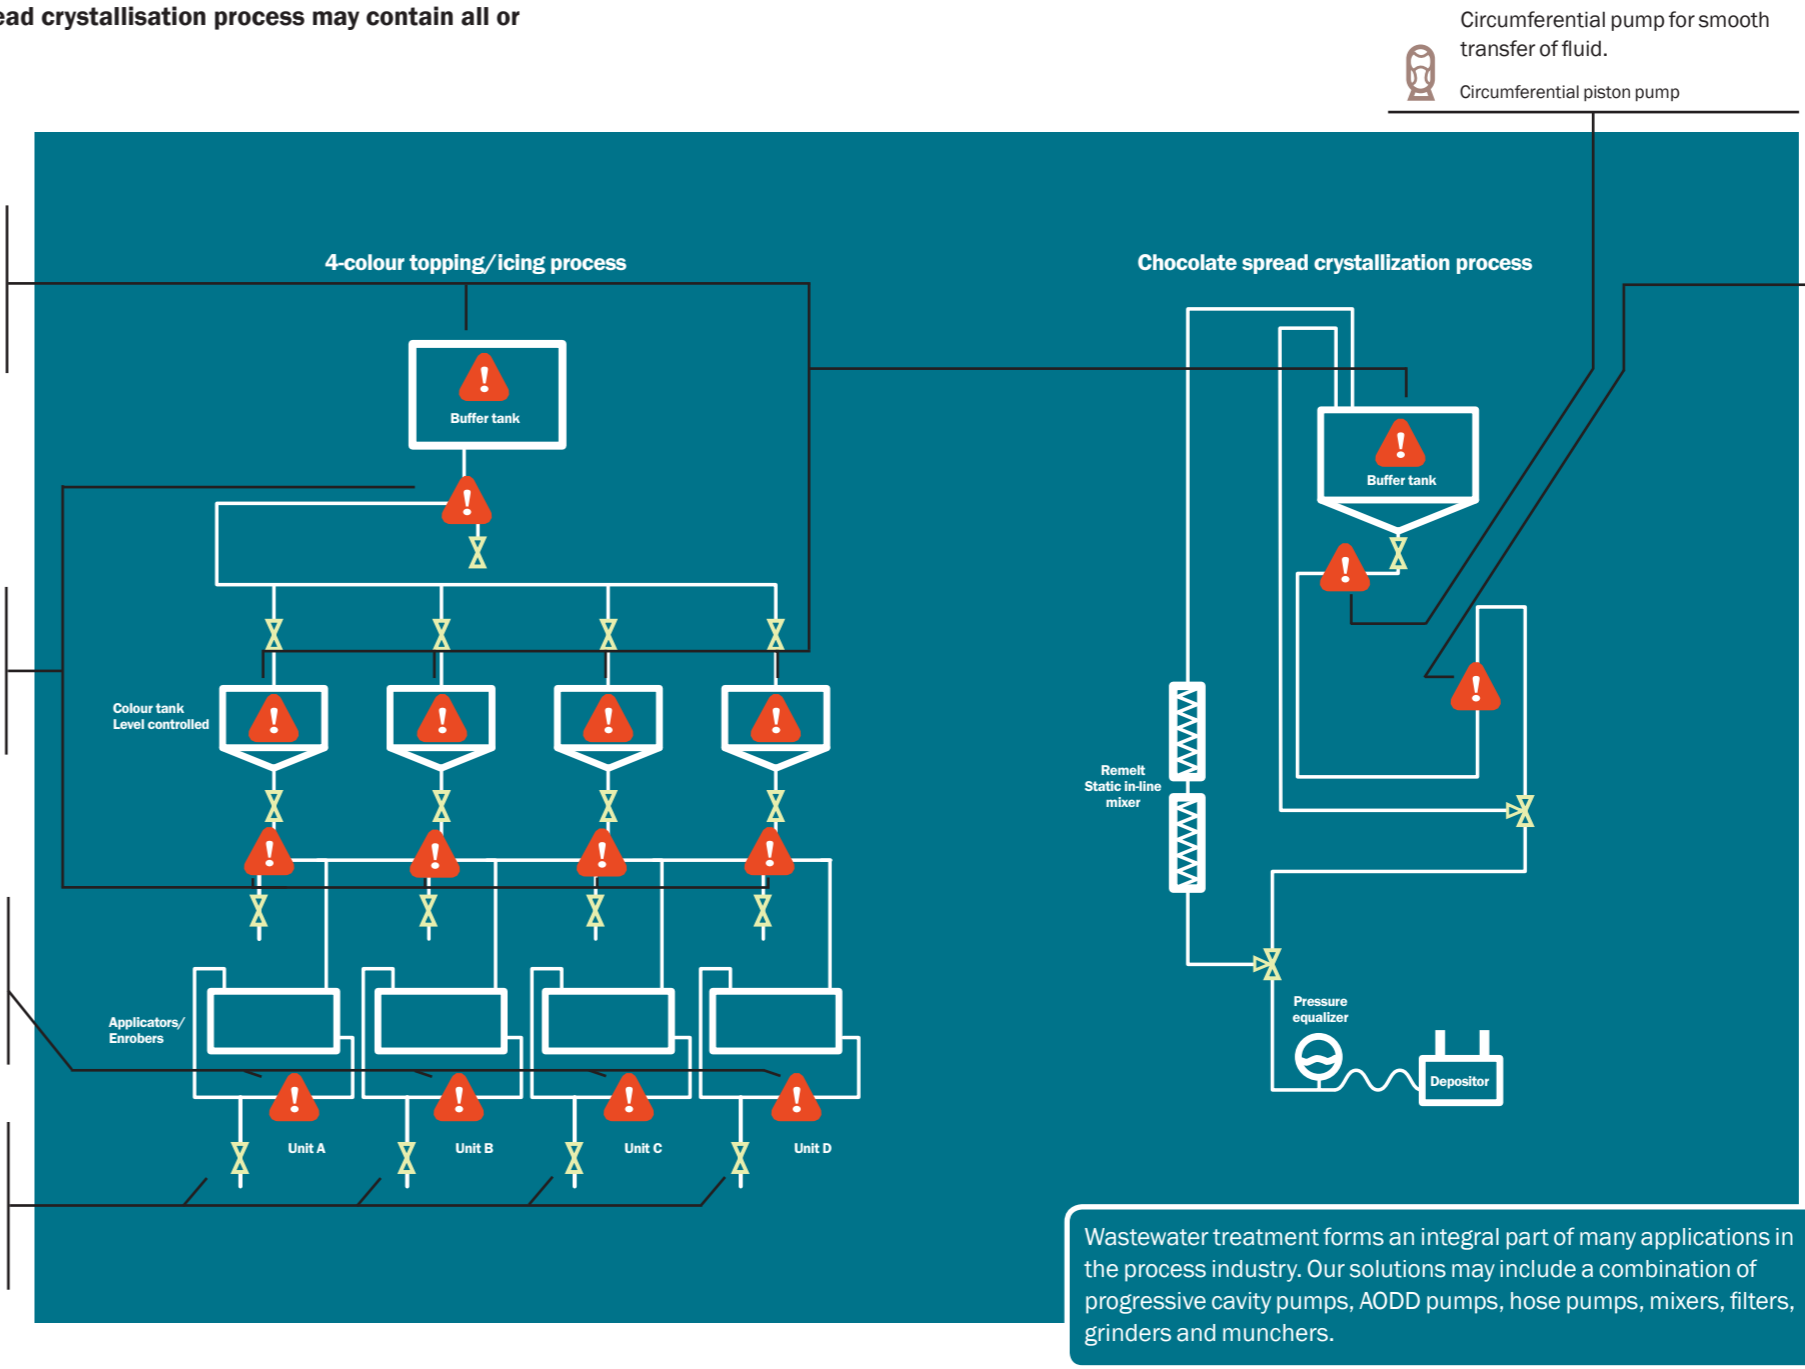 ead crystallisation process may contain all or
Circumferential pump for smooth
transfer of fluid.
Circumferential piston pump
4-colour topping/icing process
Chocolate spread crystallization process
Buffer tank
Buffer tank
Colour tank
Level controlled
Remelt
Static in-line
mixer
Applicators/
Enrobers
Pressure
equalizer
Depositor
Unit A
Unit B
Unit C
Unit D
Wastewater treatment forms an integral part of many applications in
the process industry. Our solutions may include a combination of
progressive cavity pumps, AODD pumps, hose pumps, mixers, filters,
grinders and munchers.